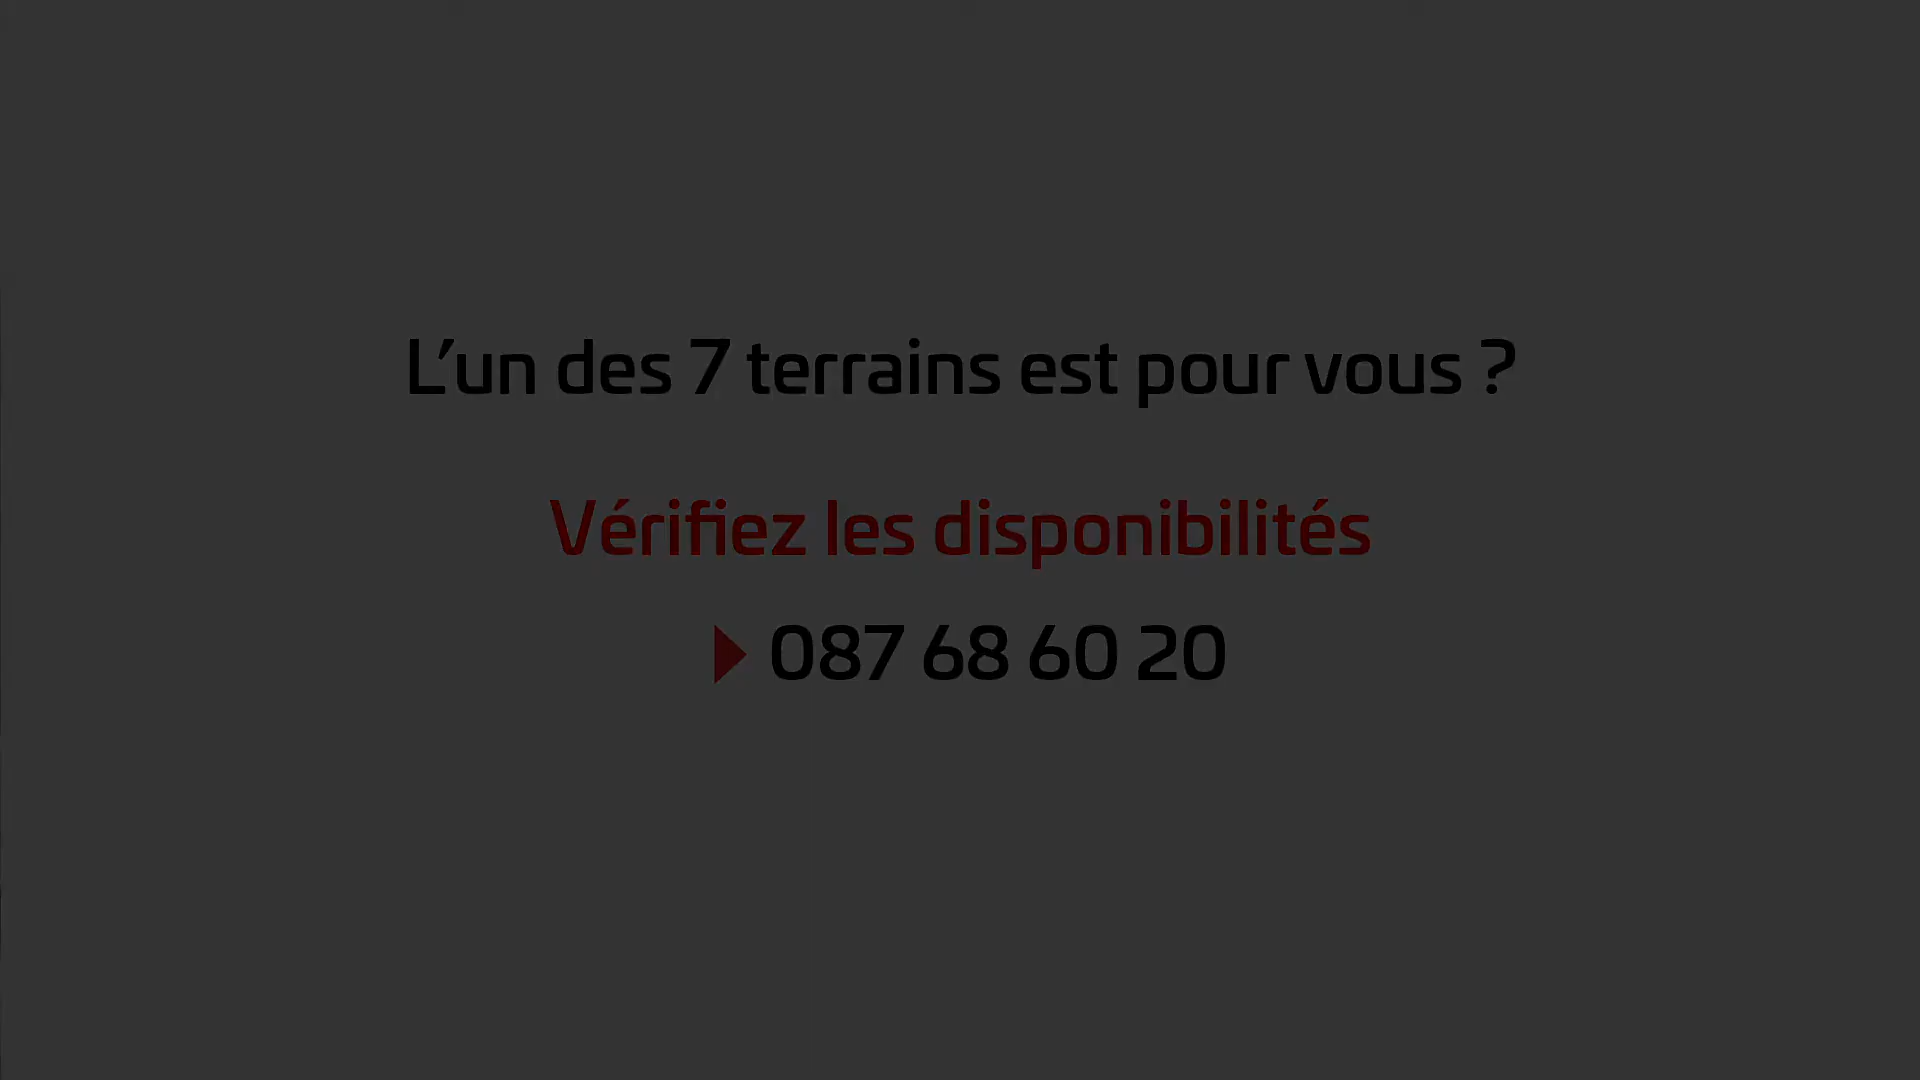 L’un des 7 terrains est pour vous ?
Vérifiez les disponibilités
087 68 60 20